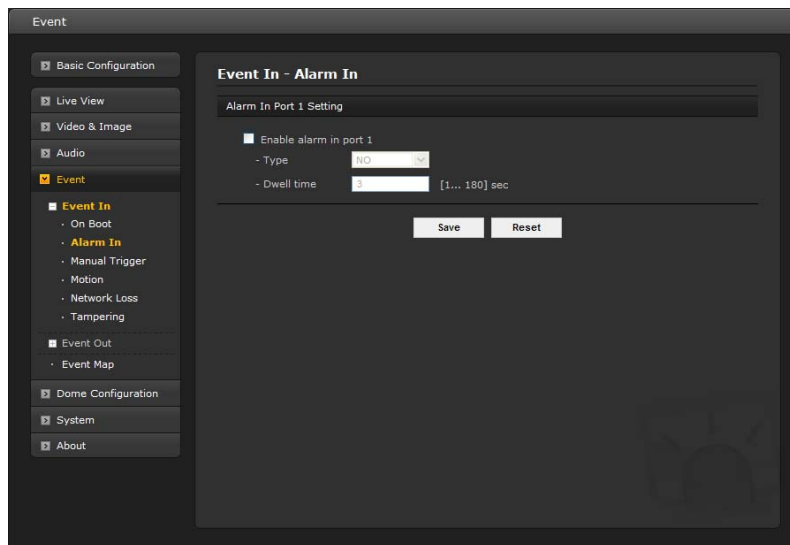 Event
Basic Configuration
Live View
Video & Image
Audio
Event
Event In
· On Boot
· Alarm In
· Manual Trigger
· Motion
· Network Loss
· Tampering
Event Out
· Event Map
Dome Configuration
System
About
Event In - Alarm In
Alarm In Port 1 Setting
Enable alarm in port 1
- Type NO
- Dwell time 3 [1... 180] sec
Save Reset